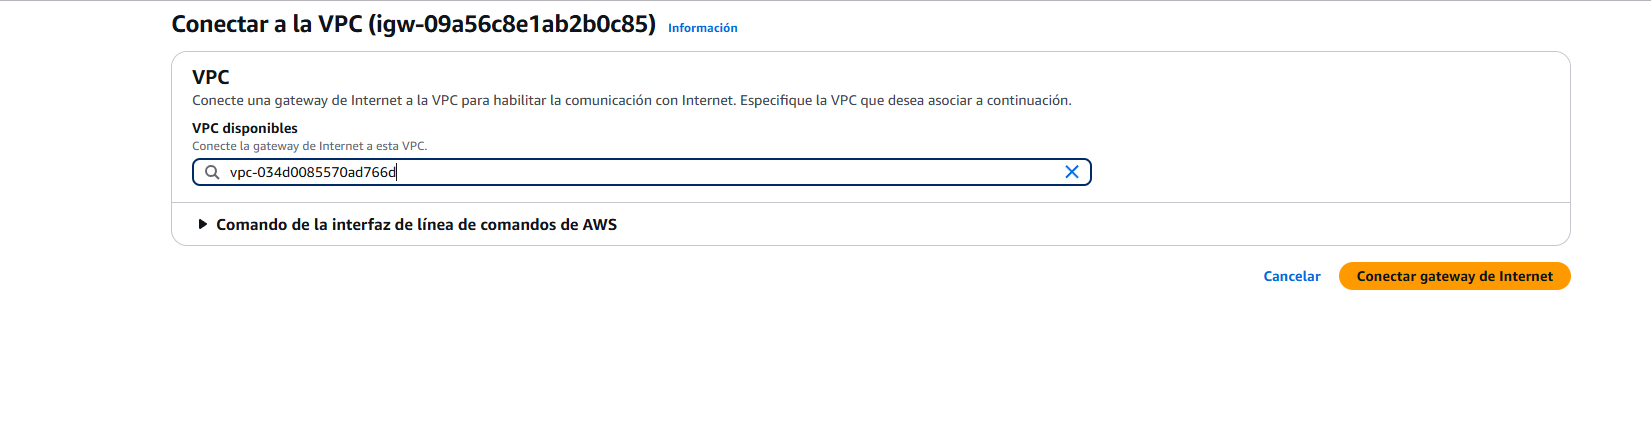 Conectar a la VPC (igw-09a56c8e1ab2b0c85) Información
VPC
Conecte una gateway de Internet a la VPC para habilitar la comunicación con Internet. Especifique la VPC que desea asociar a continuación.
VPC disponibles
Conecte la gateway de Internet a esta VPC.
vpc-034d0085570ad766d
Comando de la interfaz de línea de comandos de AWS
Cancelar Conectar gateway de Internet